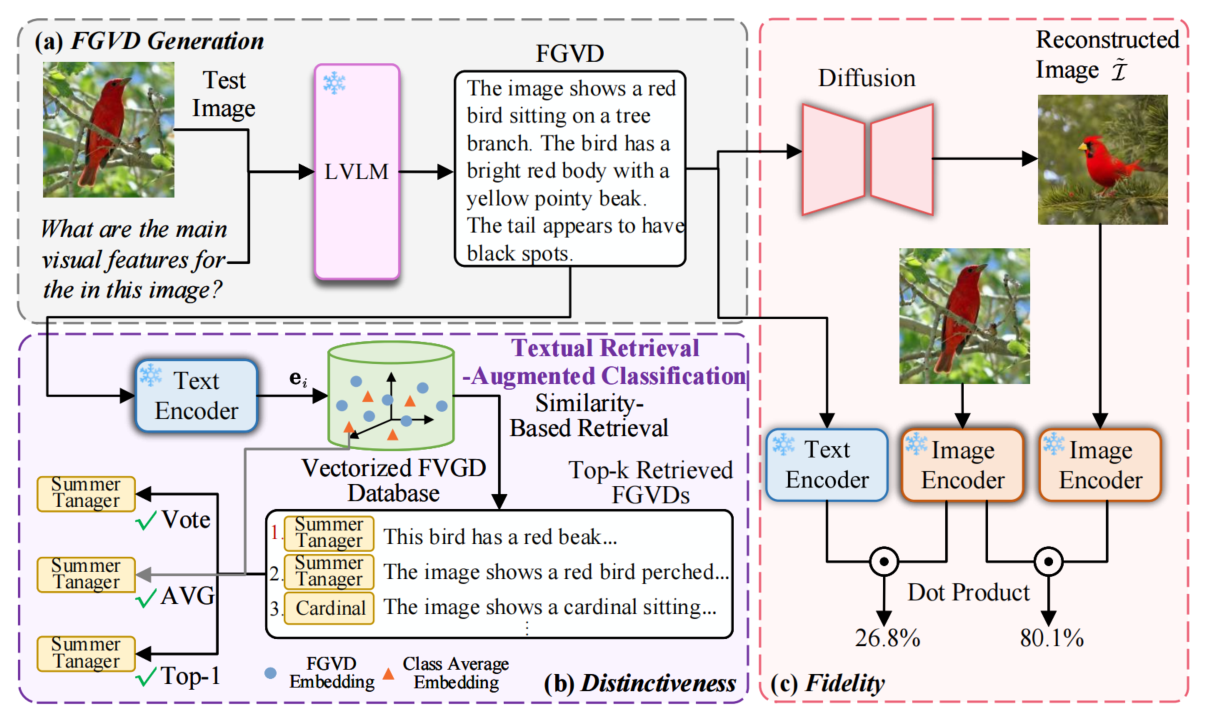 (a) FGVD Generation
Test
Image
What are the main
visual features for
the in this image?
LVLM
FGVD
The image shows a red
bird sitting on a tree
branch. The bird has a
bright red body with a
yellow pointy beak.
The tail appears to have
black spots.
Diffusion
Reconstructed
Image Ĩ
Text
Encoder
Image
Encoder
Image
Encoder
Dot Product
26.8%
80.1%
(c) Fidelity
Text
Encoder
e_i
Textual Retrieval
-Augmented Classification
Similarity-
Based Retrieval
Vectorized FVGD
Database
Top-k Retrieved
FGVDs
1. Summer
Tanager
This bird has a red beak...
2. Summer
Tanager
The image shows a red bird perched...
3. Cardinal
The image shows a cardinal sitting...
⋮
Summer
Tanager
Vote
Summer
Tanager
AVG
Summer
Tanager
Top-1
FGVD
Embedding
Class Average
Embedding
(b) Distinctiveness